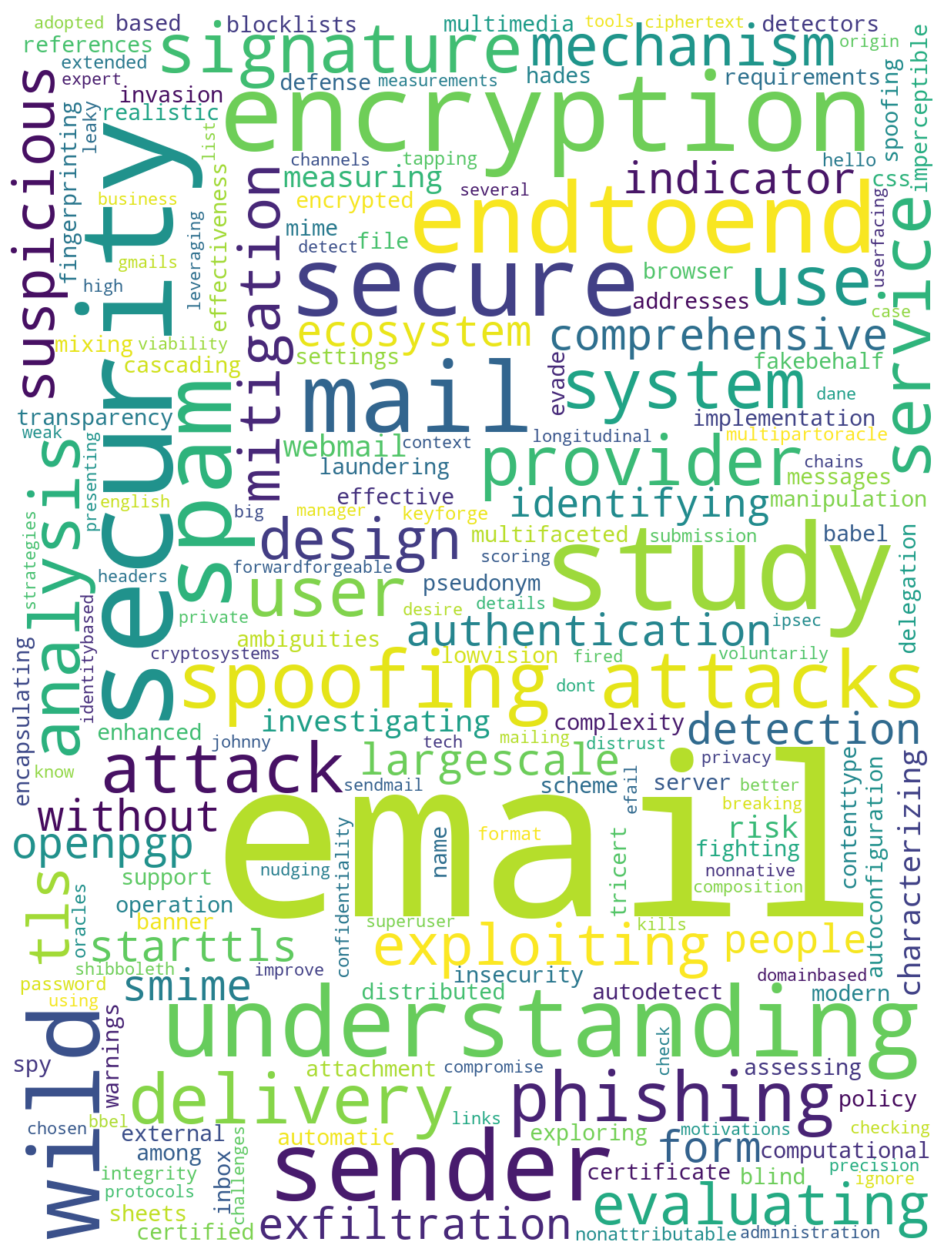 adopted based blocklists multimedia tools ciphertext detectors
references signature mechanism origin
extended defense measurements hades requirements
expert invasion encryption spoofing imperceptible
suspicious fingerprinting leaky realistic list
security channels tapping hello
measuring several indicator css
business encrypted endtoend userfacing
mitigation mime detect file
gmails leveraging effectiveness secure browser use service
high addresses
mixing viability ecosystem comprehensive case
cascading settings evade fakebehalf
spam mail system dane
transparency implementation
weak webmail context longitudinal multipartoracle
analysis presenting laundering provider chains
english effective identifying messages manipulation
big manager keyforge
strategies headers design multifaceted submission babel
forwardforgeable scoring study delegation
identitybased user pseudonym
private desire details
ambiguities authentication ipsec
encapsulating cryptosystems lowvision fired voluntarily
spoofing dont attacks
enhanced investigating complexity detection
johnny tech mailing distrust
know attack largescale privacy
sendmail scheme efail server better
without email breaking contenttype autoconfiguration characterizing
openpgp name format risk
nudging fighting
tls support confidentiality tricert nonnative
oracles operation composition
banner superuser kills
starttls exploiting people
shibboleth improve insecurity domainbased
password smime distributed autodetect modern
using understanding
wild warnings check
spy attachment compromise assessing
delivery phishing policy
chosen bbel links
external automatic exploring motivations checking
among sender form computational
integrity inbox challenges certificate blind precision
protocols ignore
sheets evaluating
certified exfiltration nonattributable administration